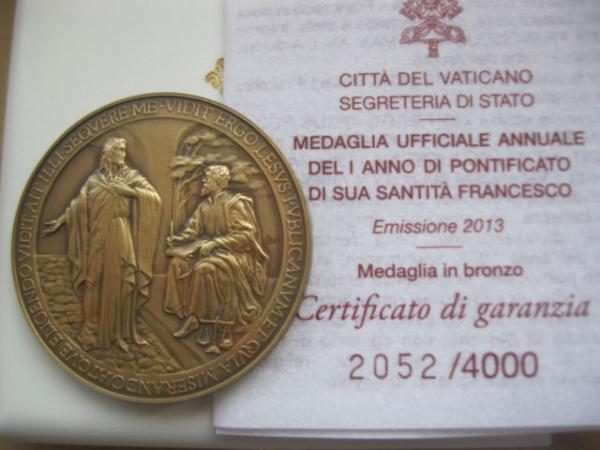 VIDIT ERGO IESVS PVBLICANVM ET QVIA MISERANDO ATQVE ELIGENDO VIDIT, AIT ILLI SEQVERE ME ·
CITTÀ DEL VATICANO
SEGRETERIA DI STATO
MEDAGLIA UFFICIALE ANNUALE
DEL I ANNO DI PONTIFICATO
DI SUA SANTITÀ FRANCESCO
Emissione 2013
Medaglia in bronzo
Certificato di garanzia
2052/4000